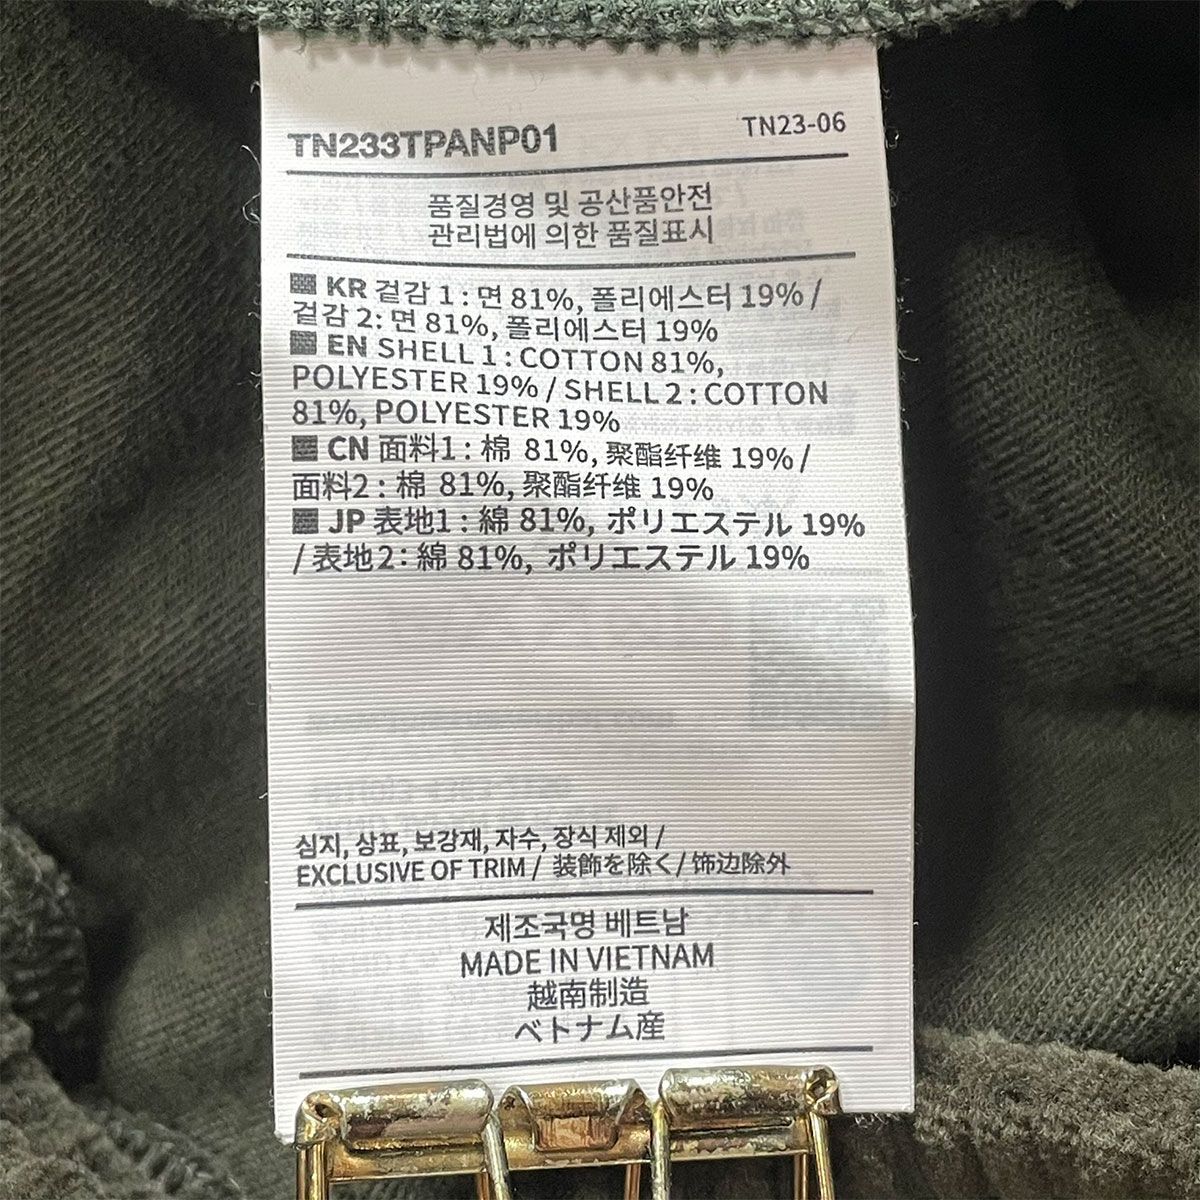 TN233TPANP01
TN23-06
품질경영 및 공산품안전
관리법에 의한 품질표시
KR 겉감 1 : 면 81%, 폴리에스터 19% /
겉감 2: 면 81%, 폴리에스터 19%
EN SHELL 1 : COTTON 81%,
POLYESTER 19% / SHELL 2 : COTTON
81%, POLYESTER 19%
CN 面料1 : 棉 81%, 聚酯纤维 19% /
面料2 : 棉 81%, 聚酯纤维 19%
JP 表地1 : 綿 81%, ポリエステル 19%
/ 表地2: 綿 81%, ポリエステル 19%
심지, 상표, 보강재, 자수, 장식 제외 /
EXCLUSIVE OF TRIM / 装飾を除く / 饰边除外
제조국명 베트남
MADE IN VIETNAM
越南制造
ベトナム産